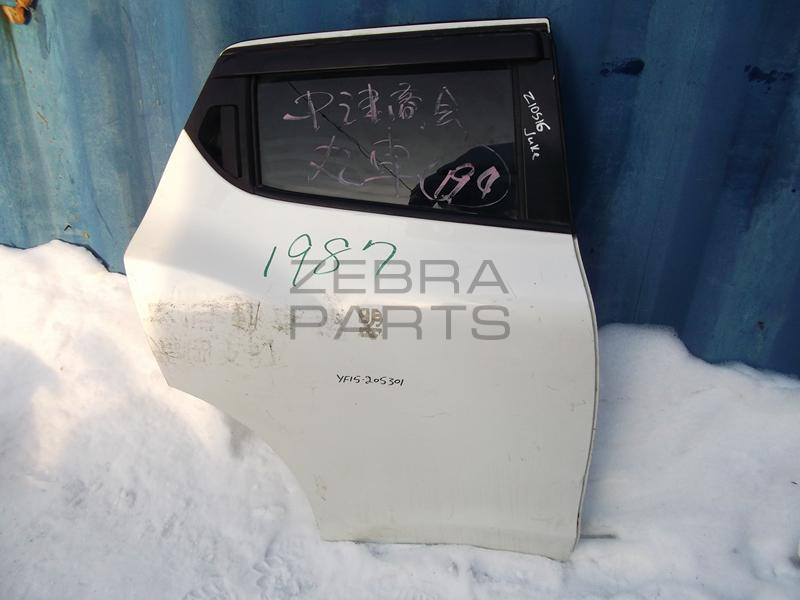 Z10516
Juke
中津商会
1987
ZEBRA
PARTS
YF15-205301